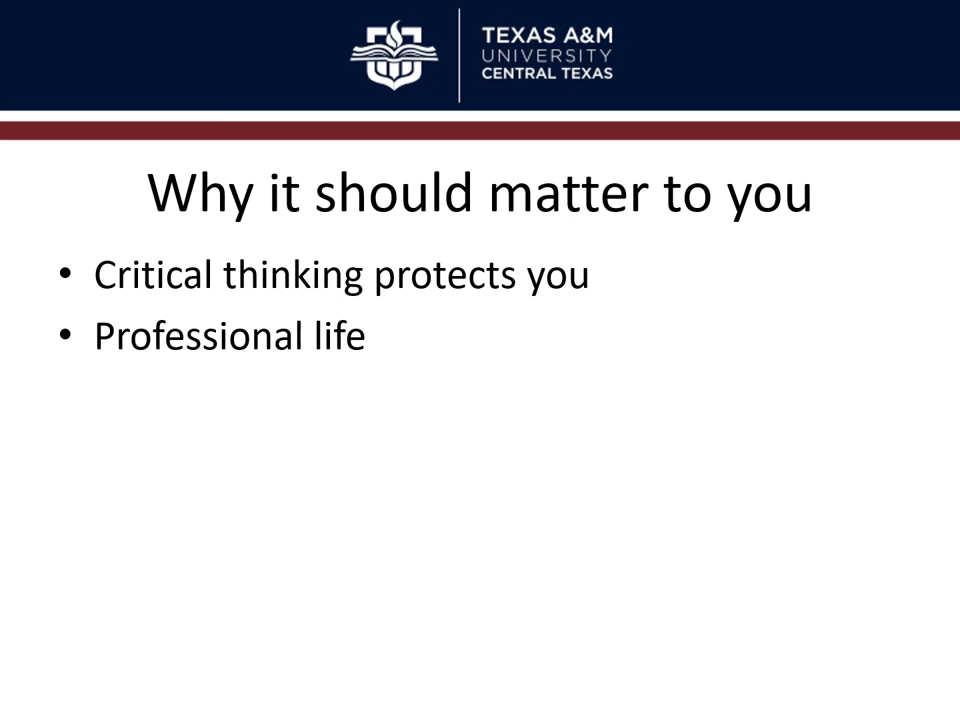 TEXAS A&M
UNIVERSITY
CENTRAL TEXAS
Why it should matter to you
• Critical thinking protects you
• Professional life